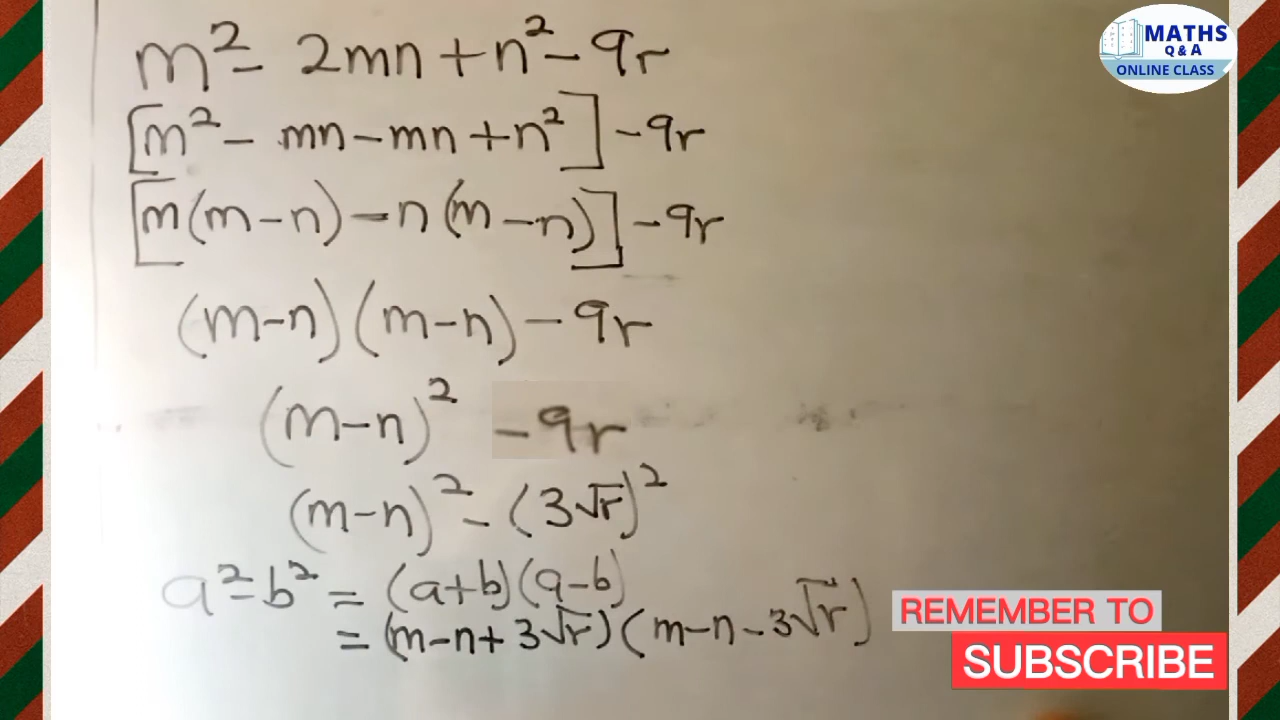 m² - 2mn + n² - 9r
[m² - mn - mn + n²] - 9r
[m(m - n) - n(m - n)] - 9r
(m - n)(m - n) - 9r
(m - n)² - 9r
(m - n)² - (3√r)²
a² - b² = (a + b)(a - b)
= (m - n + 3√r)(m - n - 3√r)
MATHS
Q & A
ONLINE CLASS
REMEMBER TO
SUBSCRIBE